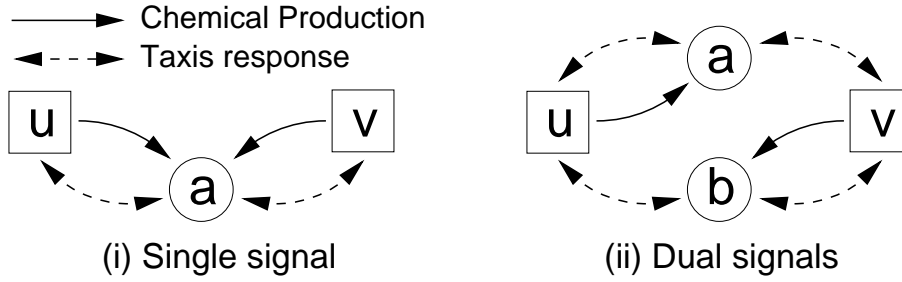 Chemical Production
Taxis response
u
v
a
(i) Single signal
a
u
v
b
(ii) Dual signals